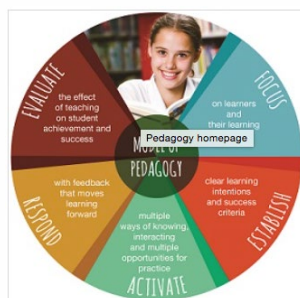 EVALUATE
the effect
of teaching
on student
achievement and
success
FOCUS
on learners
and
their learning
Pedagogy homepage
MODEL OF
PEDAGOGY
RESPOND
with feedback
that moves
learning
forward
clear learning
intentions
and success
criteria
ESTABLISH
multiple
ways of knowing,
interacting
and multiple
opportunities for
practice
ACTIVATE